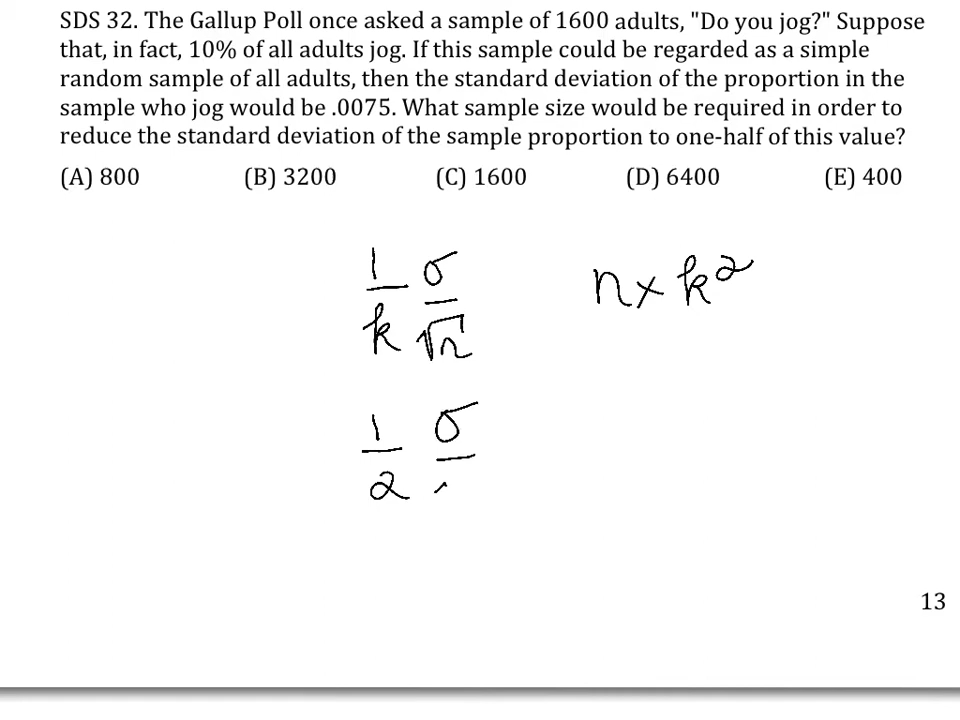 SDS 32. The Gallup Poll once asked a sample of 1600 adults, "Do you jog?" Suppose
that, in fact, 10% of all adults jog. If this sample could be regarded as a simple
random sample of all adults, then the standard deviation of the proportion in the
sample who jog would be .0075. What sample size would be required in order to
reduce the standard deviation of the sample proportion to one-half of this value?
(A) 800 (B) 3200 (C) 1600 (D) 6400 (E) 400
1 σ n × k²
k √n
1 σ
2
13